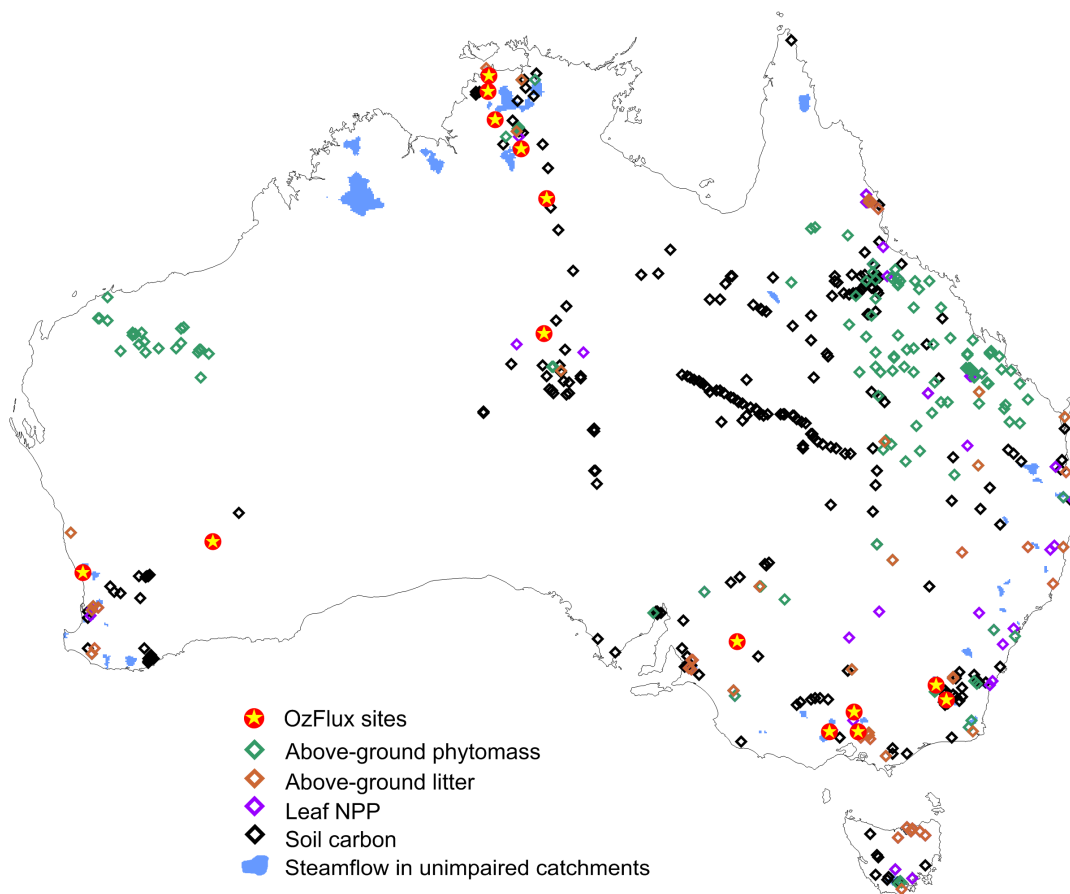 OzFlux sites
Above-ground phytomass
Above-ground litter
Leaf NPP
Soil carbon
Steamflow in unimpaired catchments